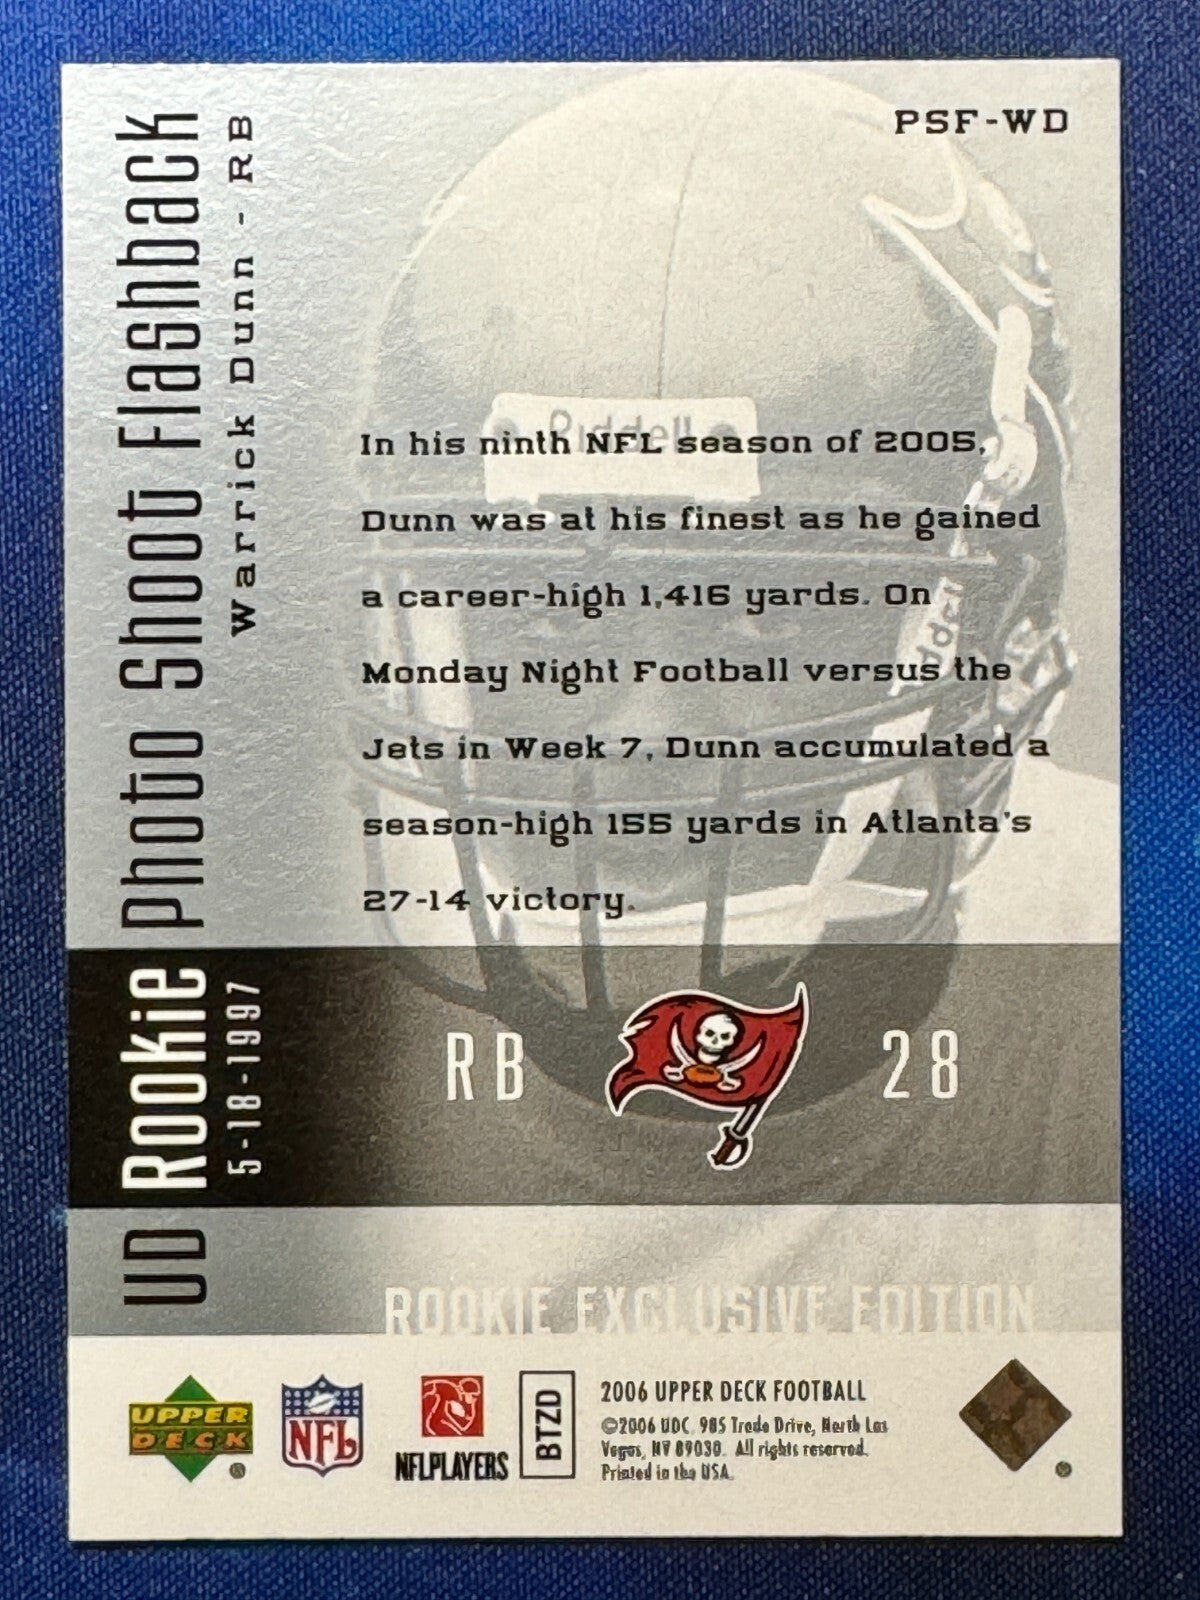 PSF-WD
UD Rookie Photo Shoot Flashback
5-18-1997
Warrick Dunn - RB
Riddell
In his ninth NFL season of 2005,
Dunn was at his finest as he gained
a career-high 1,416 yards. On
Monday Night Football versus the
Jets in Week 7, Dunn accumulated a
season-high 155 yards in Atlanta's
27-14 victory.
RB
28
ROOKIE EXCLUSIVE EDITION
UPPER
DECK
®
NFL
NFLPLAYERS
BTZD
2006 UPPER DECK FOOTBALL
©2006 UDC. 985 Trade Drive, North Las
Vegas, NV 89030. All rights reserved.
Printed in the USA.